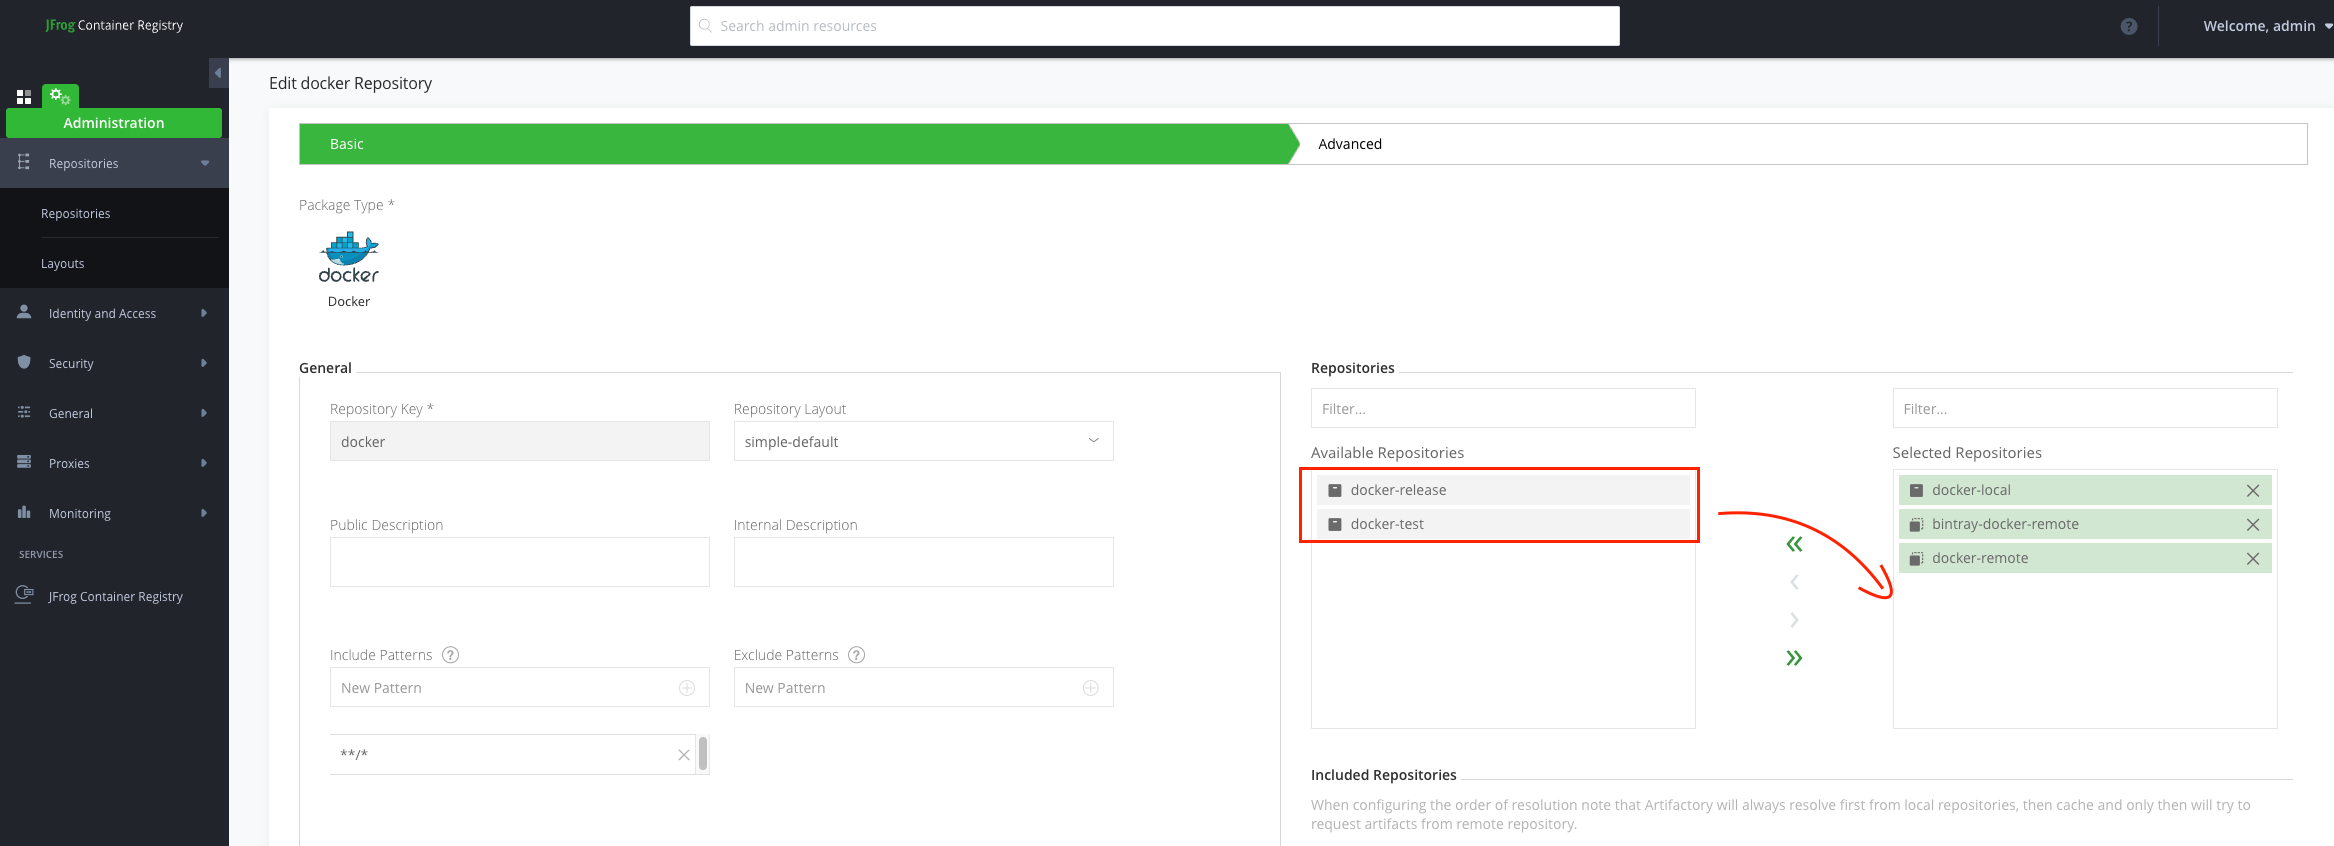 JFrog Container Registry
Search admin resources
?
Welcome, admin
Administration
Repositories
Repositories
Layouts
Identity and Access
Security
General
Proxies
Monitoring
SERVICES
JFrog Container Registry
Edit docker Repository
Basic
Advanced
Package Type *
docker
Docker
General
Repository Key *
Repository Layout
docker
simple-default
Public Description
Internal Description
Include Patterns ?
Exclude Patterns ?
New Pattern
New Pattern
**/*
Repositories
Filter...
Filter...
Available Repositories
Selected Repositories
docker-release
docker-test
docker-local
bintray-docker-remote
docker-remote
Included Repositories
When configuring the order of resolution note that Artifactory will always resolve first from local repositories, then cache and only then will try to
request artifacts from remote repository.